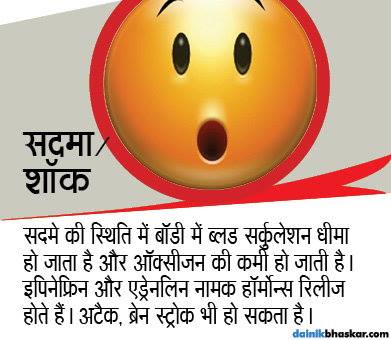 सदमा/
शॉक
सदमे की स्थिति में बॉडी में ब्लड सर्कुलेशन धीमा
हो जाता है और ऑक्सीजन की कमी हो जाती है।
इपिनेफ्रिन और एड्रेनलिन नामक हॉर्मोन्स रिलीज
होते हैं। अटैक, ब्रेन स्ट्रोक भी हो सकता है।
dainikbhaskar.com